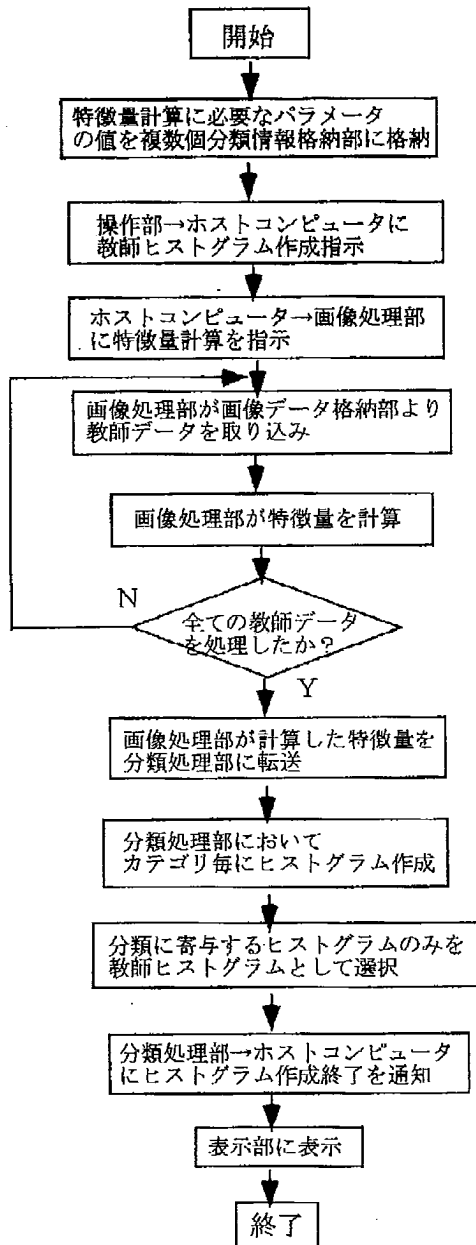 開始
特徴量計算に必要なパラメータ
の値を複数個分類情報格納部に格納
操作部→ホストコンピュータに
教師ヒストグラム作成指示
ホストコンピュータ→画像処理部
に特徴量計算を指示
画像処理部が画像データ格納部より
教師データを取り込み
画像処理部が特徴量を計算
N
全ての教師データ
を処理したか？
Y
画像処理部が計算した特徴量を
分類処理部に転送
分類処理部において
カテゴリ毎にヒストグラム作成
分類に寄与するヒストグラムのみを
教師ヒストグラムとして選択
分類処理部→ホストコンピュータ
にヒストグラム作成終了を通知
表示部に表示
終了